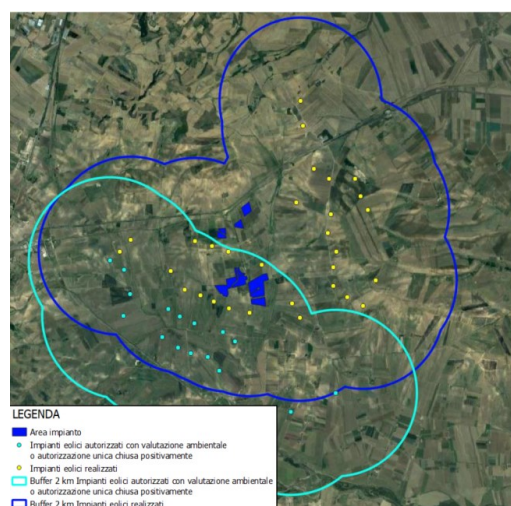 LEGENDA
Area impianto
Impianti eolici autorizzati con valutazione ambientale
o autorizzazione unica chiusa positivamente
Impianti eolici realizzati
Buffer 2 km Impianti eolici autorizzati con valutazione ambientale
o autorizzazione unica chiusa positivamente
Buffer 2 km Impianti eolici realizzati